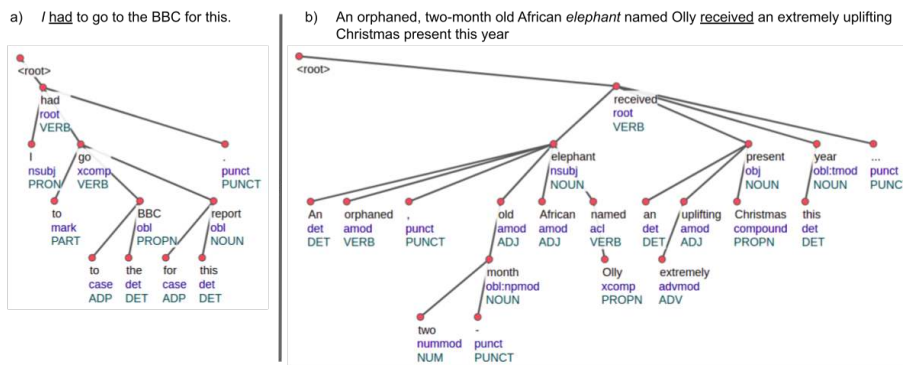 a) I had to go to the BBC for this.
b) An orphaned, two-month old African elephant named Olly received an extremely uplifting
Christmas present this year
<root>
had
root
VERB
I go .
nsubj xcomp punct
PRON VERB PUNCT
to BBC report
mark obl obl
PART PROPN NOUN
to the for this
case det case det
ADP DET ADP DET
<root>
received
root
VERB
elephant present year ...
nsubj obj obl:tmod punct
NOUN NOUN NOUN PUNC
An orphaned , old African named an uplifting Christmas this
det amod punct amod amod acl det amod compound det
DET VERB PUNCT ADJ ADJ VERB DET ADJ PROPN DET
month Olly extremely
obl:npmod xcomp advmod
NOUN PROPN ADV
two -
nummod punct
NUM PUNCT